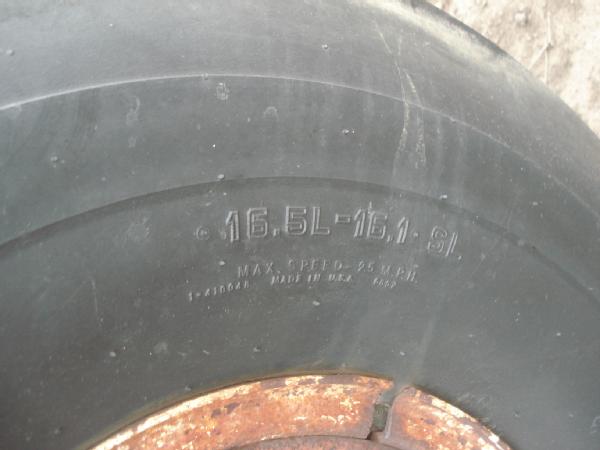 16.5L-16.1 SL
MAX. SPEED-25 M.P.H.
MADE IN U.S.A.